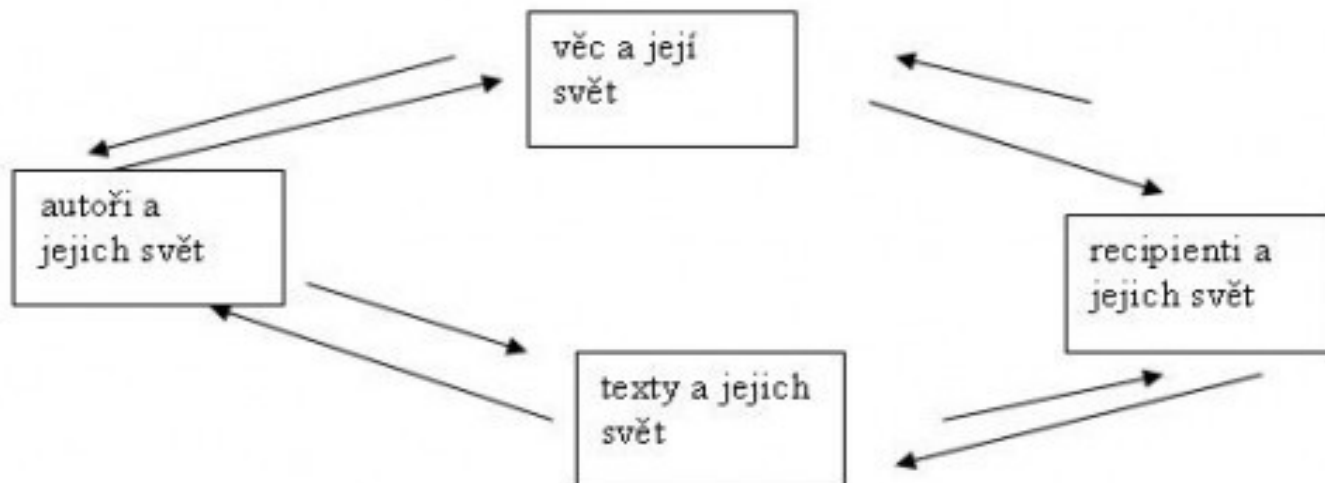 věc a její
svět
autoři a
jejich svět
recipienti a
jejich svět
texty a jejich
svět